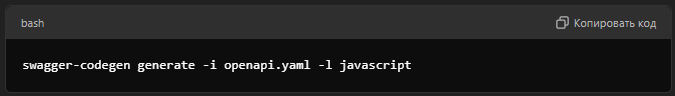 bash
Копировать код
swagger-codegen generate -i openapi.yaml -l javascript